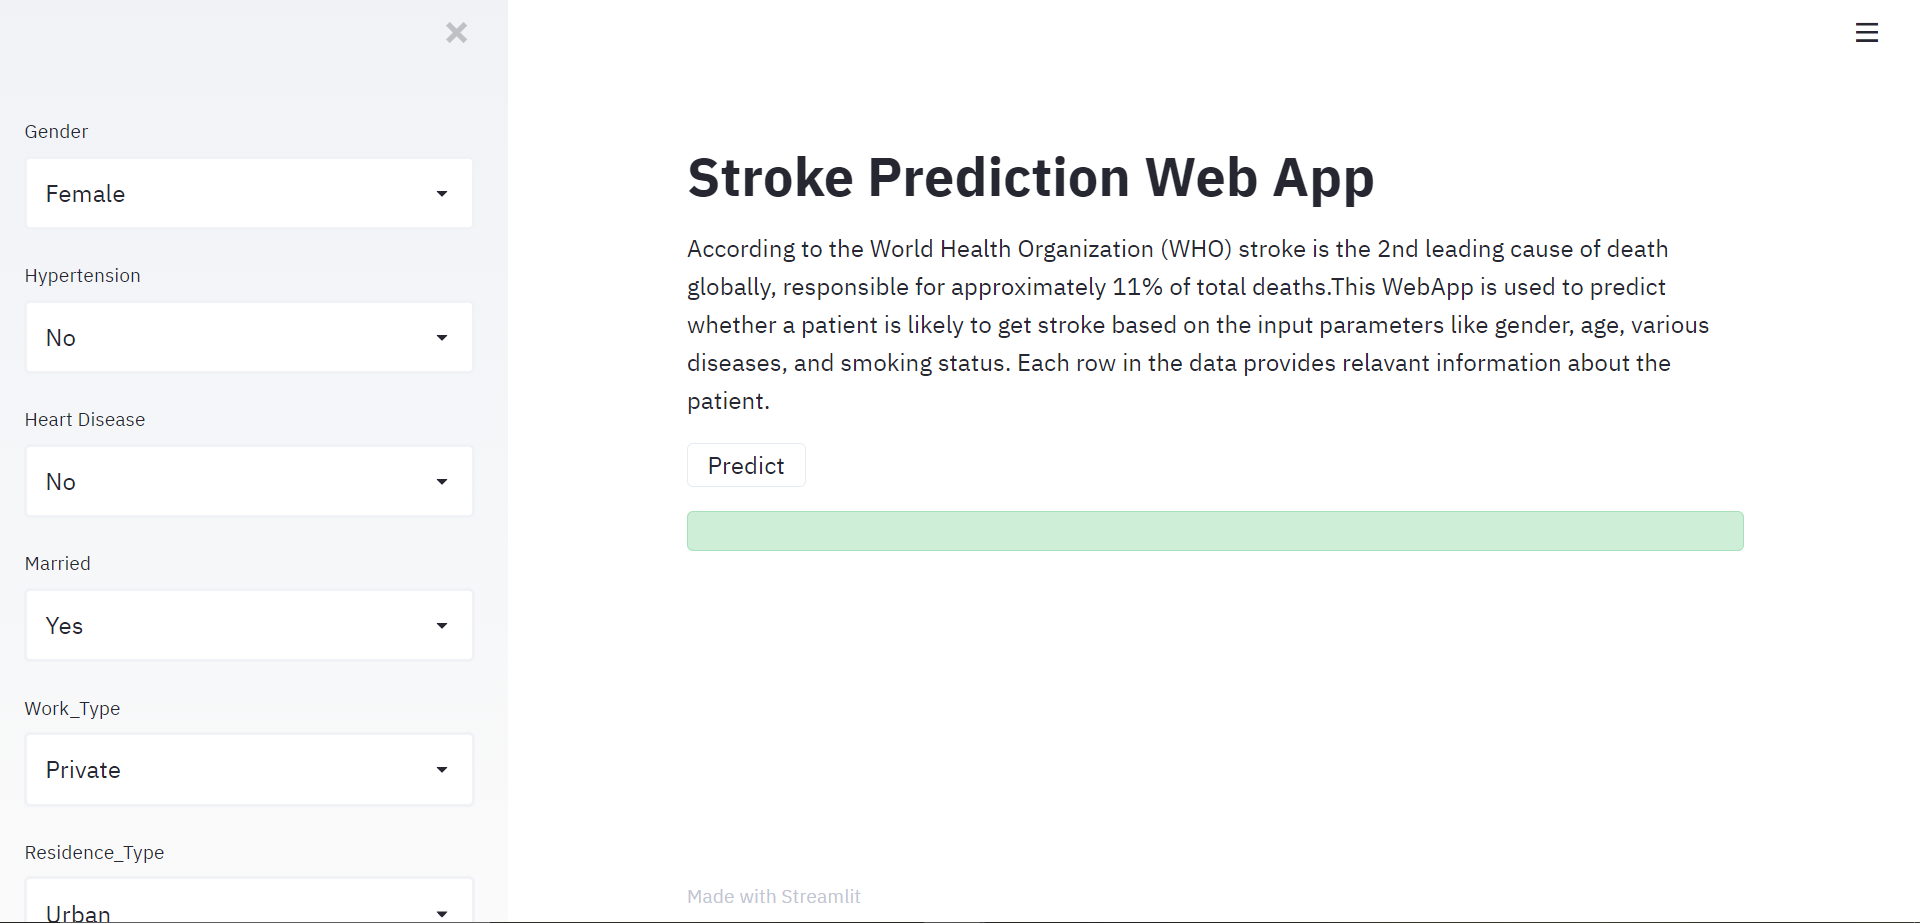 Gender
Female
Hypertension
No
Heart Disease
No
Married
Yes
Work_Type
Private
Residence_Type
Urban
Stroke Prediction Web App
According to the World Health Organization (WHO) stroke is the 2nd leading cause of death
globally, responsible for approximately 11% of total deaths.This WebApp is used to predict
whether a patient is likely to get stroke based on the input parameters like gender, age, various
diseases, and smoking status. Each row in the data provides relavant information about the
patient.
Predict
Made with Streamlit